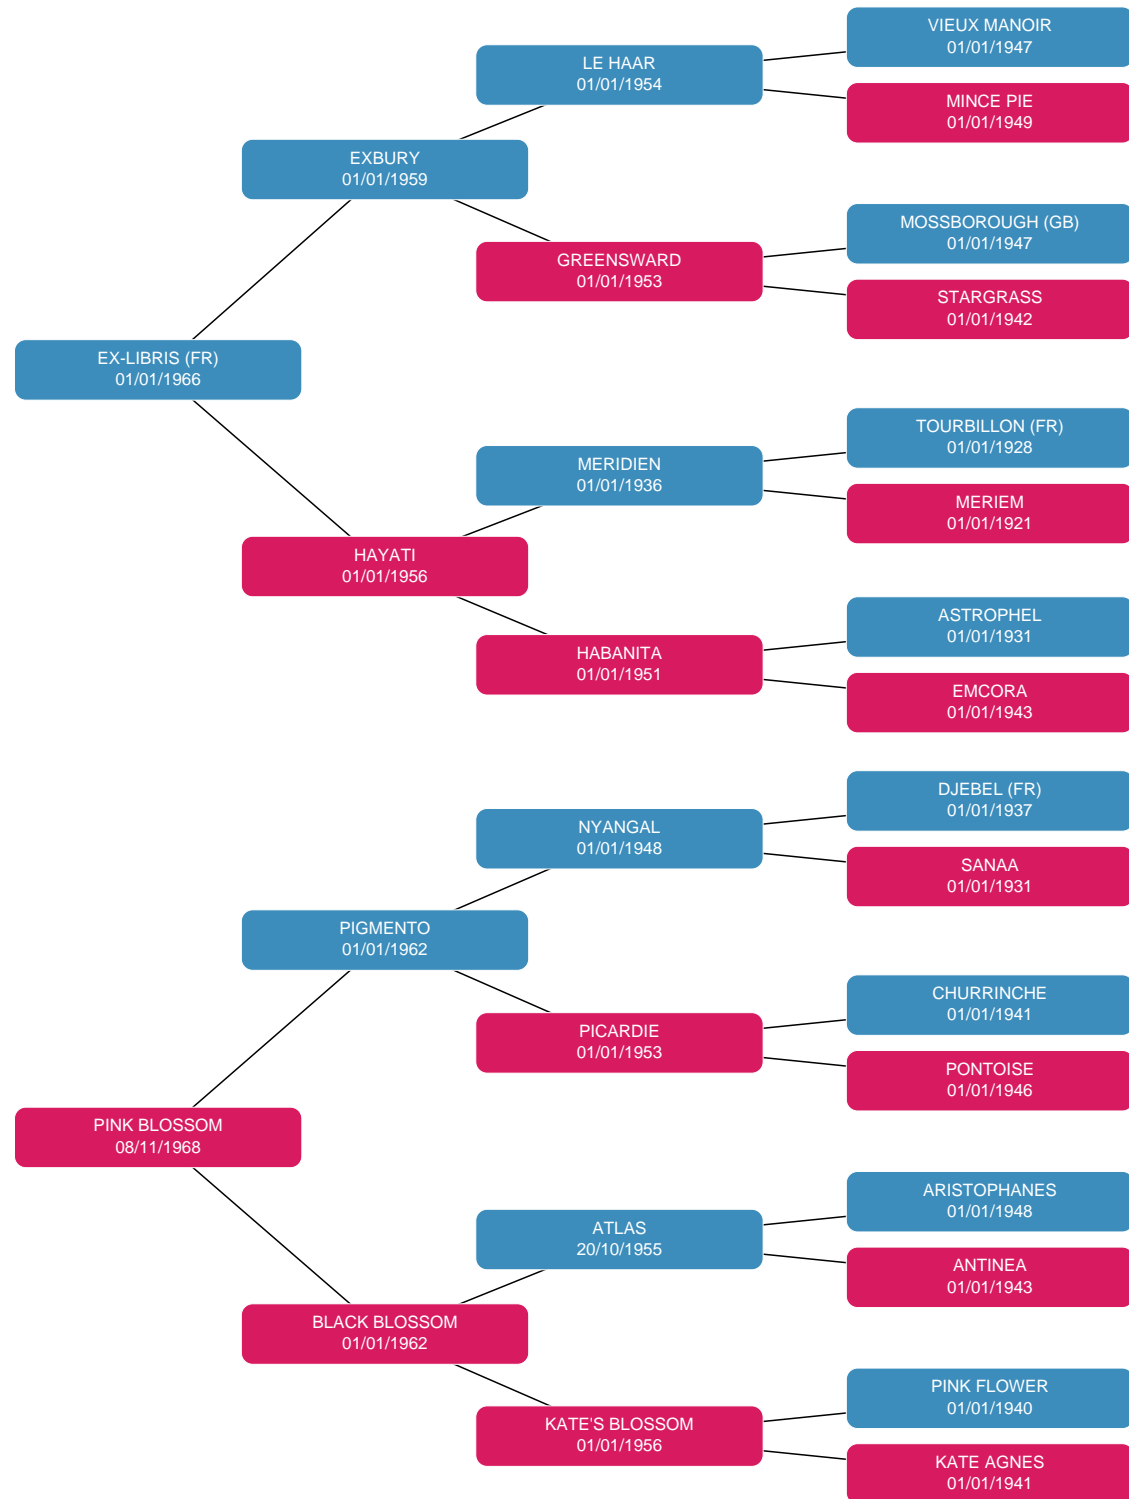 VIEUX MANOIR
01/01/1947
LE HAAR
01/01/1954
MINCE PIE
01/01/1949
EXBURY
01/01/1959
MOSSBOROUGH (GB)
01/01/1947
GREENSWARD
01/01/1953
STARGRASS
01/01/1942
EX-LIBRIS (FR)
01/01/1966
TOURBILLON (FR)
01/01/1928
MERIDIEN
01/01/1936
MERIEM
01/01/1921
HAYATI
01/01/1956
ASTROPHEL
01/01/1931
HABANITA
01/01/1951
EMCORA
01/01/1943
DJEBEL (FR)
01/01/1937
NYANGAL
01/01/1948
SANAA
01/01/1931
PIGMENTO
01/01/1962
CHURRINCHE
01/01/1941
PICARDIE
01/01/1953
PONTOISE
01/01/1946
PINK BLOSSOM
08/11/1968
ARISTOPHANES
01/01/1948
ATLAS
20/10/1955
ANTINEA
01/01/1943
BLACK BLOSSOM
01/01/1962
PINK FLOWER
01/01/1940
KATE'S BLOSSOM
01/01/1956
KATE AGNES
01/01/1941